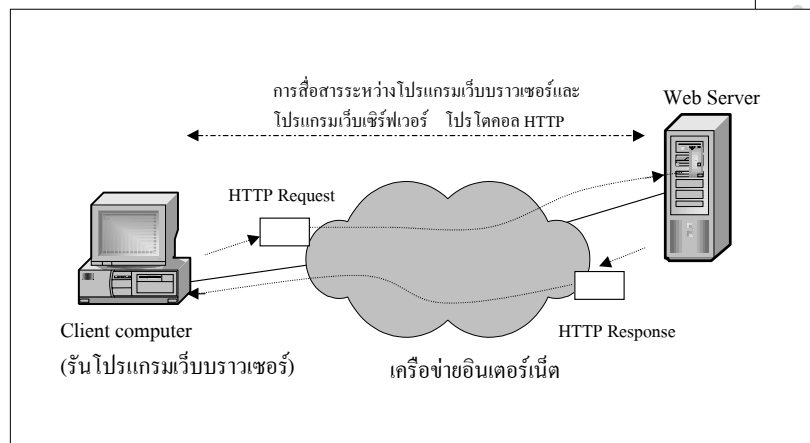 การสื่อสารระหว่างโปรแกรมเว็บบราวเซอร์และ
โปรแกรมเว็บเซิร์ฟเวอร์ โปรโตคอล HTTP
Web Server
HTTP Request
Client computer
(รันโปรแกรมเว็บบราวเซอร์)
HTTP Response
เครือข่ายอินเตอร์เน็ต